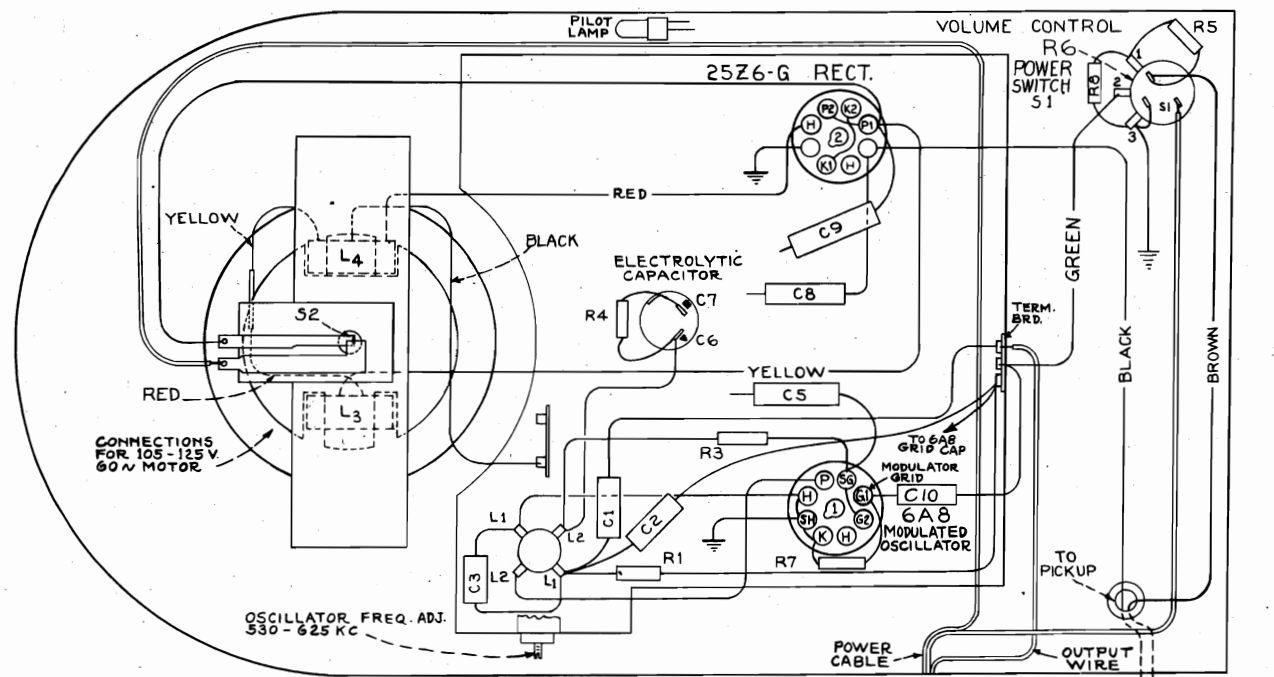 PILOT
LAMP
VOLUME CONTROL
R6
POWER
SWITCH
S1
R5
R8
1
2
3
S1
25Z6-G RECT.
P2
K2
H
P1
2
K1
H
RED
YELLOW
BLACK
L4
C9
ELECTROLYTIC
CAPACITOR
C8
R4
C7
C6
GREEN
TERM.
BRD.
S2
BLACK
BROWN
YELLOW
C5
RED
L3
CONNECTIONS
FOR 105-125 V.
60~ MOTOR
R3
TO 6A8
GRID CAP
MODULATOR
GRID
P
SG
H
G1
C10
1
SH
G2
K
H
6A8
MODULATED
OSCILLATOR
L1
L2
C1
C2
C3
L2
L1
R1
R7
TO
PICKUP
OSCILLATOR FREQ. ADJ.
530-625 KC
POWER
CABLE
OUTPUT
WIRE